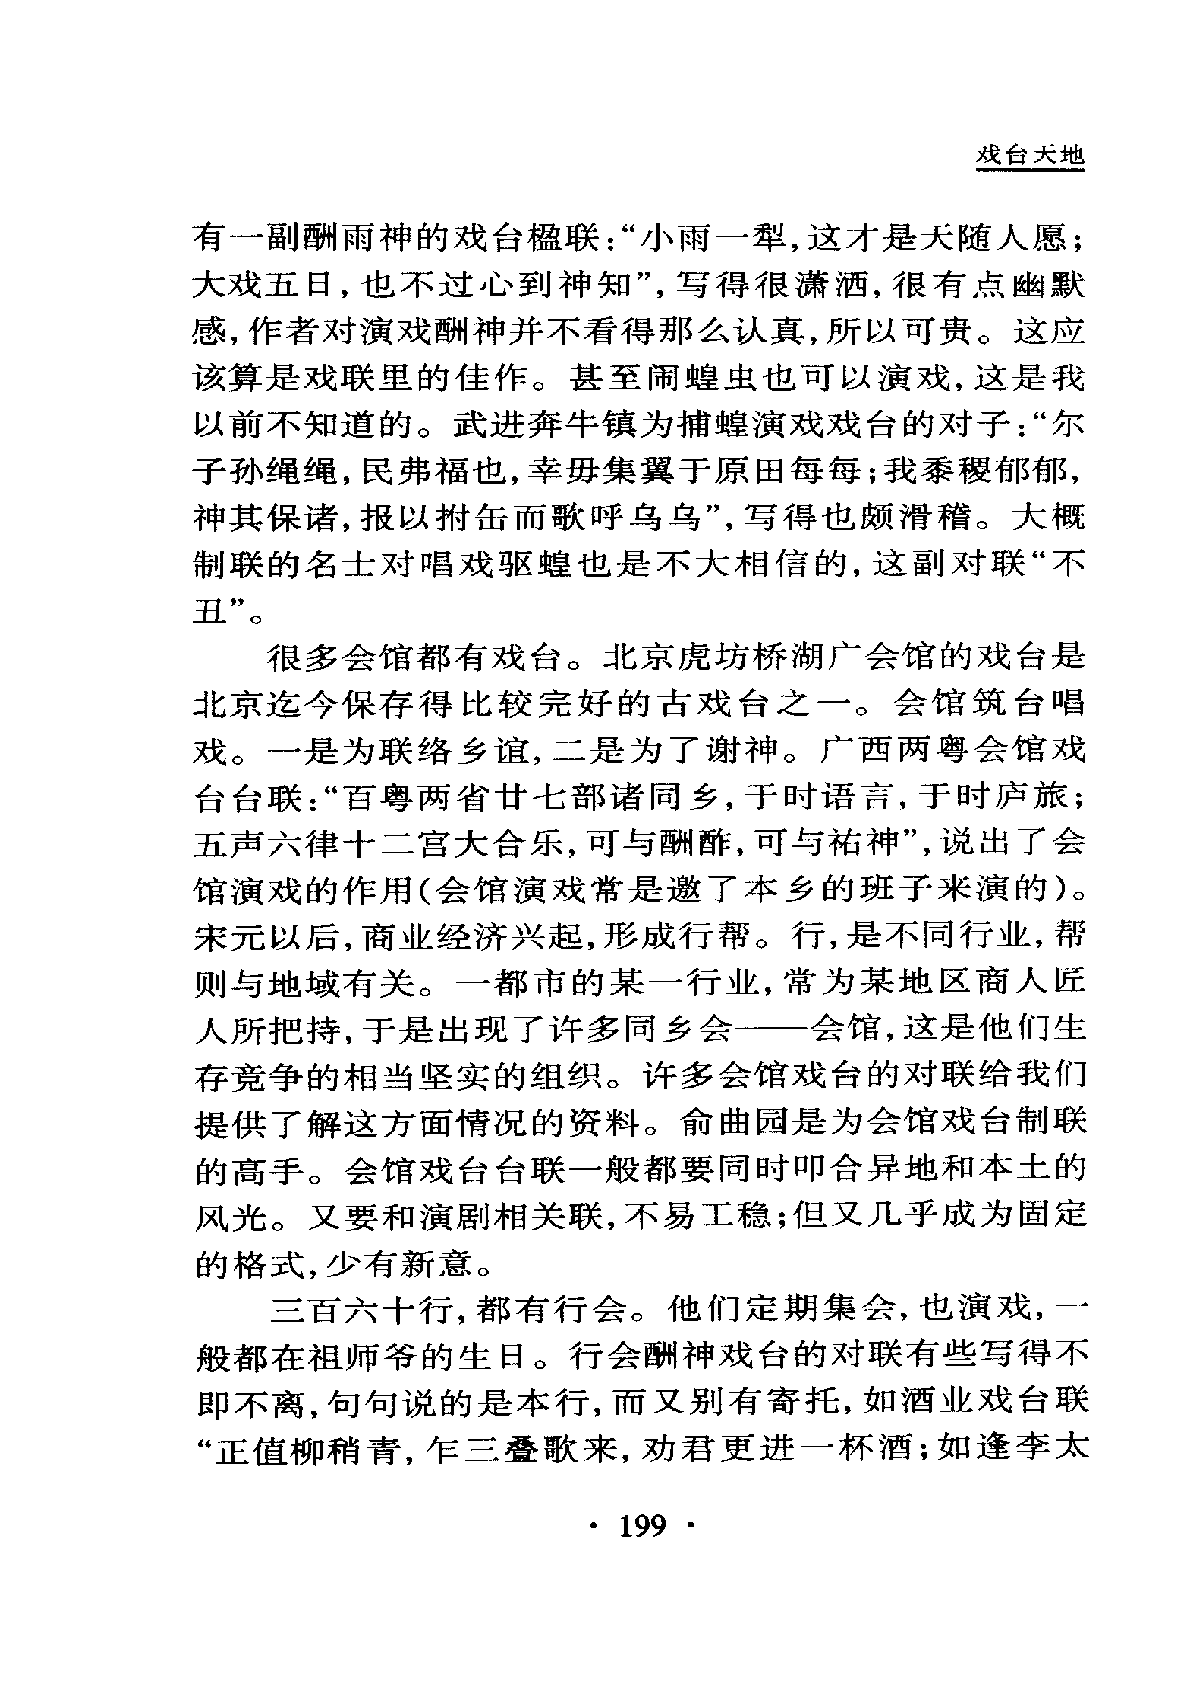 戏台天地
有一副酬雨神的戏台楹联：“小雨一犁，这才是天随人愿；
大戏五日，也不过心到神知”，写得很潇洒，很有点幽默
感，作者对演戏酬神并不看得那么认真，所以可贵。这应
该算是戏联里的佳作。甚至闹蝗虫也可以演戏，这是我
以前不知道的。武进奔牛镇为捕蝗演戏戏台的对子：“尔
子孙绳绳，民弗福也，幸毋集翼于原田每每；我黍稷郁郁，
神其保诸，报以拊缶而歌呼乌乌”，写得也颇滑稽。大概
制联的名士对唱戏驱蝗也是不大相信的，这副对联“不
丑”。
很多会馆都有戏台。北京虎坊桥湖广会馆的戏台是
北京迄今保存得比较完好的古戏台之一。会馆筑台唱
戏。一是为联络乡谊，二是为了谢神。广西两粤会馆戏
台台联：“百粤两省廿七部诸同乡，于时语言，于时庐旅；
五声六律十二宫大合乐，可与酬酢，可与祐神”，说出了会
馆演戏的作用(会馆演戏常是邀了本乡的班子来演的)。
宋元以后，商业经济兴起，形成行帮。行，是不同行业，帮
则与地域有关。一都市的某一行业，常为某地区商人匠
人所把持，于是出现了许多同乡会——会馆，这是他们生
存竞争的相当坚实的组织。许多会馆戏台的对联给我们
提供了解这方面情况的资料。俞曲园是为会馆戏台制联
的高手。会馆戏台台联一般都要同时叩合异地和本土的
风光。又要和演剧相关联，不易工稳；但又几乎成为固定
的格式，少有新意。
三百六十行，都有行会。他们定期集会，也演戏，一
般都在祖师爷的生日。行会酬神戏台的对联有些写得不
即不离，句句说的是本行，而又别有寄托，如酒业戏台联
“正值柳稍青，乍三叠歌来，劝君更进一杯酒；如逢李太
· 199 ·